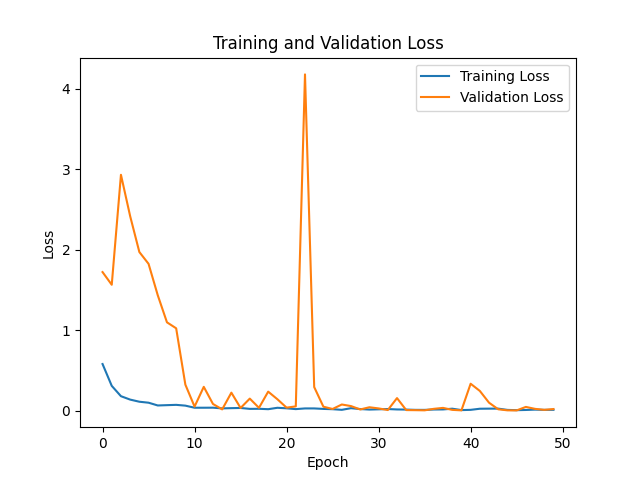 Training and Validation Loss
Training Loss
Validation Loss
4
3
2
1
0
Loss
0 10 20 30 40 50
Epoch